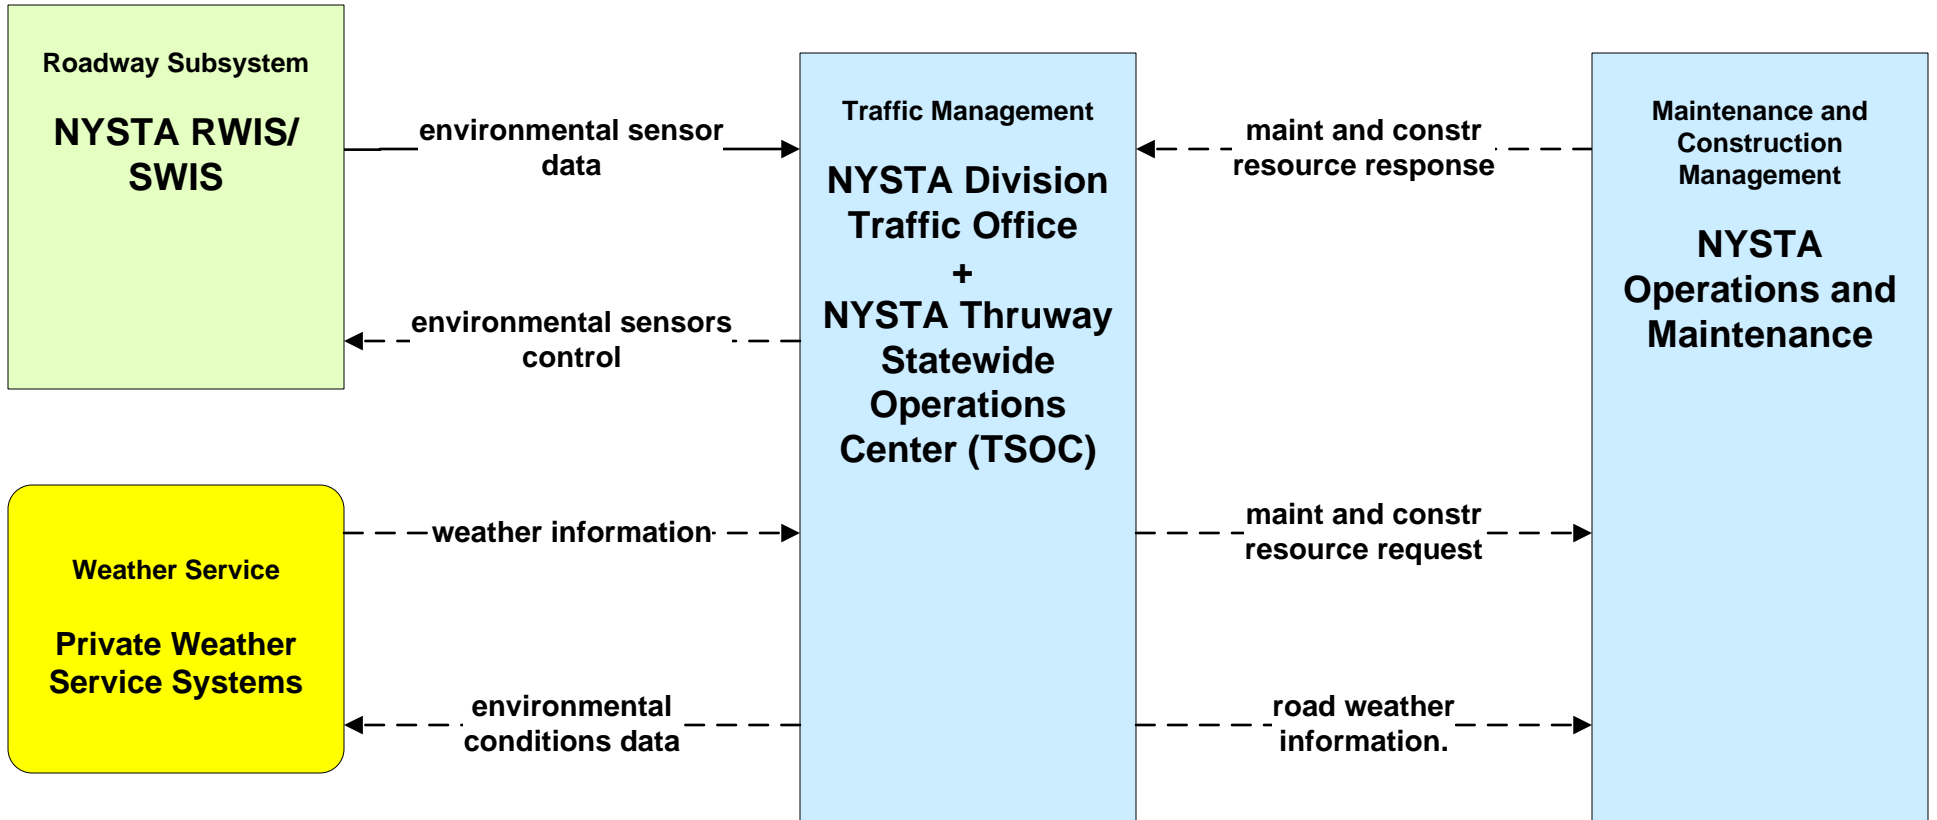 Roadway Subsystem
NYSTA RWIS/
SWIS
environmental sensor
data
environmental sensors
control
Weather Service
Private Weather
Service Systems
weather information
environmental
conditions data
Traffic Management
NYSTA Division
Traffic Office
+
NYSTA Thruway
Statewide
Operations
Center (TSOC)
maint and constr
resource response
maint and constr
resource request
road weather
information.
Maintenance and
Construction
Management
NYSTA
Operations and
Maintenance